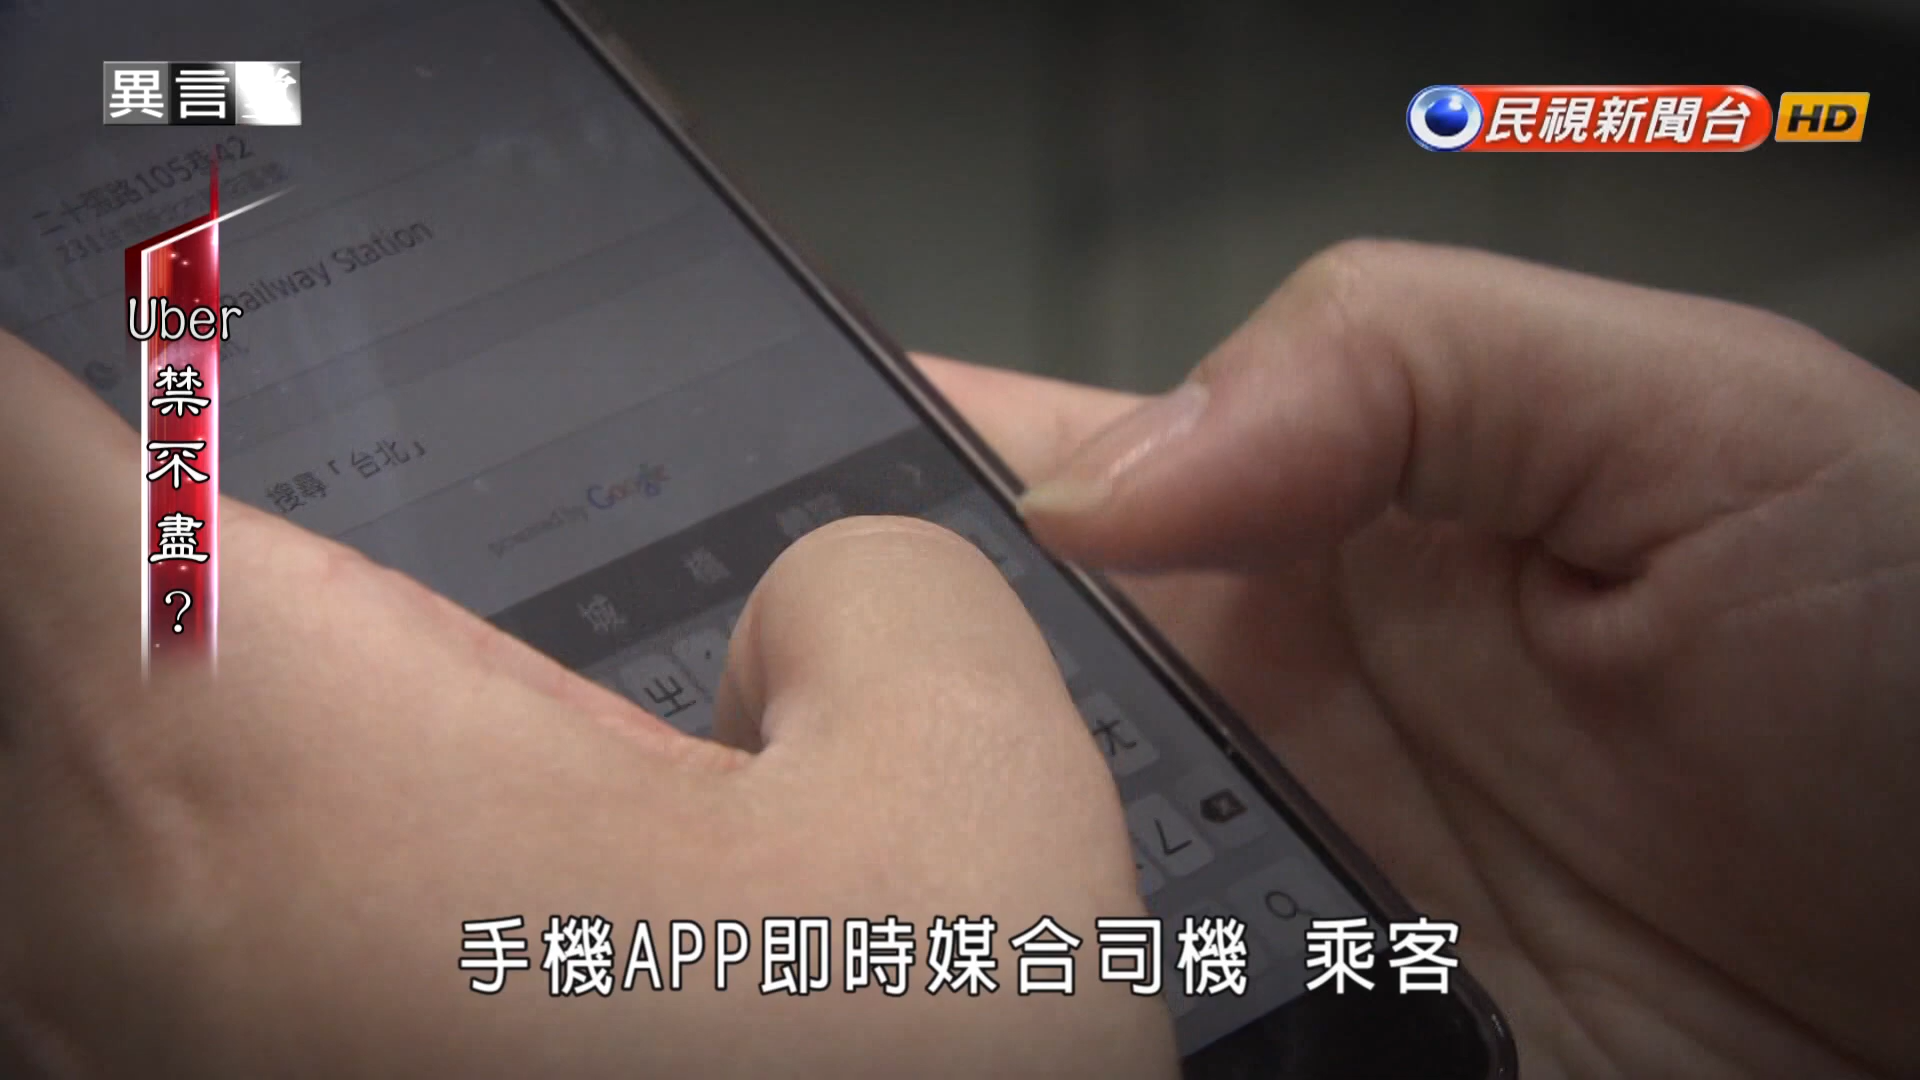 異言
民視新聞台 HD
二十張路105巷42
Railway Station
Uber
禁
不
盡
？
搜尋「台北」
powered by Google
城
手機APP即時媒合司機 乘客